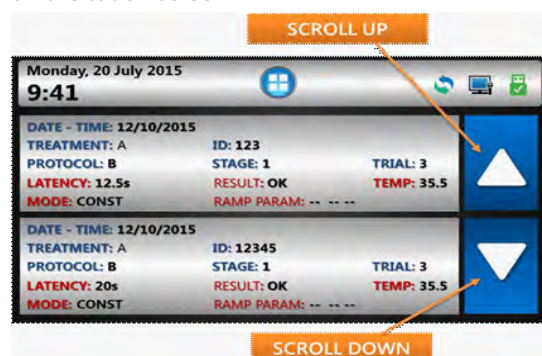 SCROLL UP
Monday, 20 July 2015
9:41
DATE - TIME: 12/10/2015
TREATMENT: A ID: 123
PROTOCOL: B STAGE: 1 TRIAL: 3
LATENCY: 12.5s RESULT: OK TEMP: 35.5
MODE: CONST RAMP PARAM: -- -- --
DATE - TIME: 12/10/2015
TREATMENT: A ID: 12345
PROTOCOL: B STAGE: 1 TRIAL: 3
LATENCY: 20s RESULT: OK TEMP: 35.5
MODE: CONST RAMP PARAM: -- -- --
SCROLL DOWN